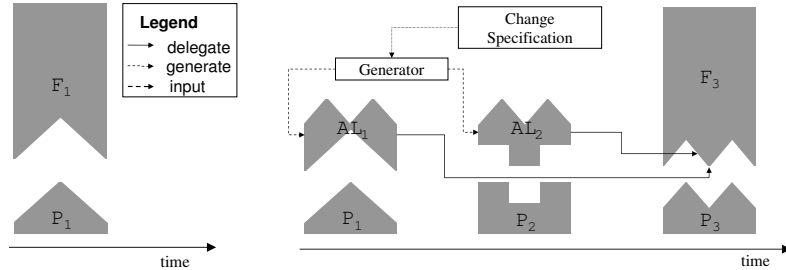 Legend
delegate
generate
input
F1
P1
time
Change
Specification
Generator
AL1
AL2
F3
P1
P2
P3
time